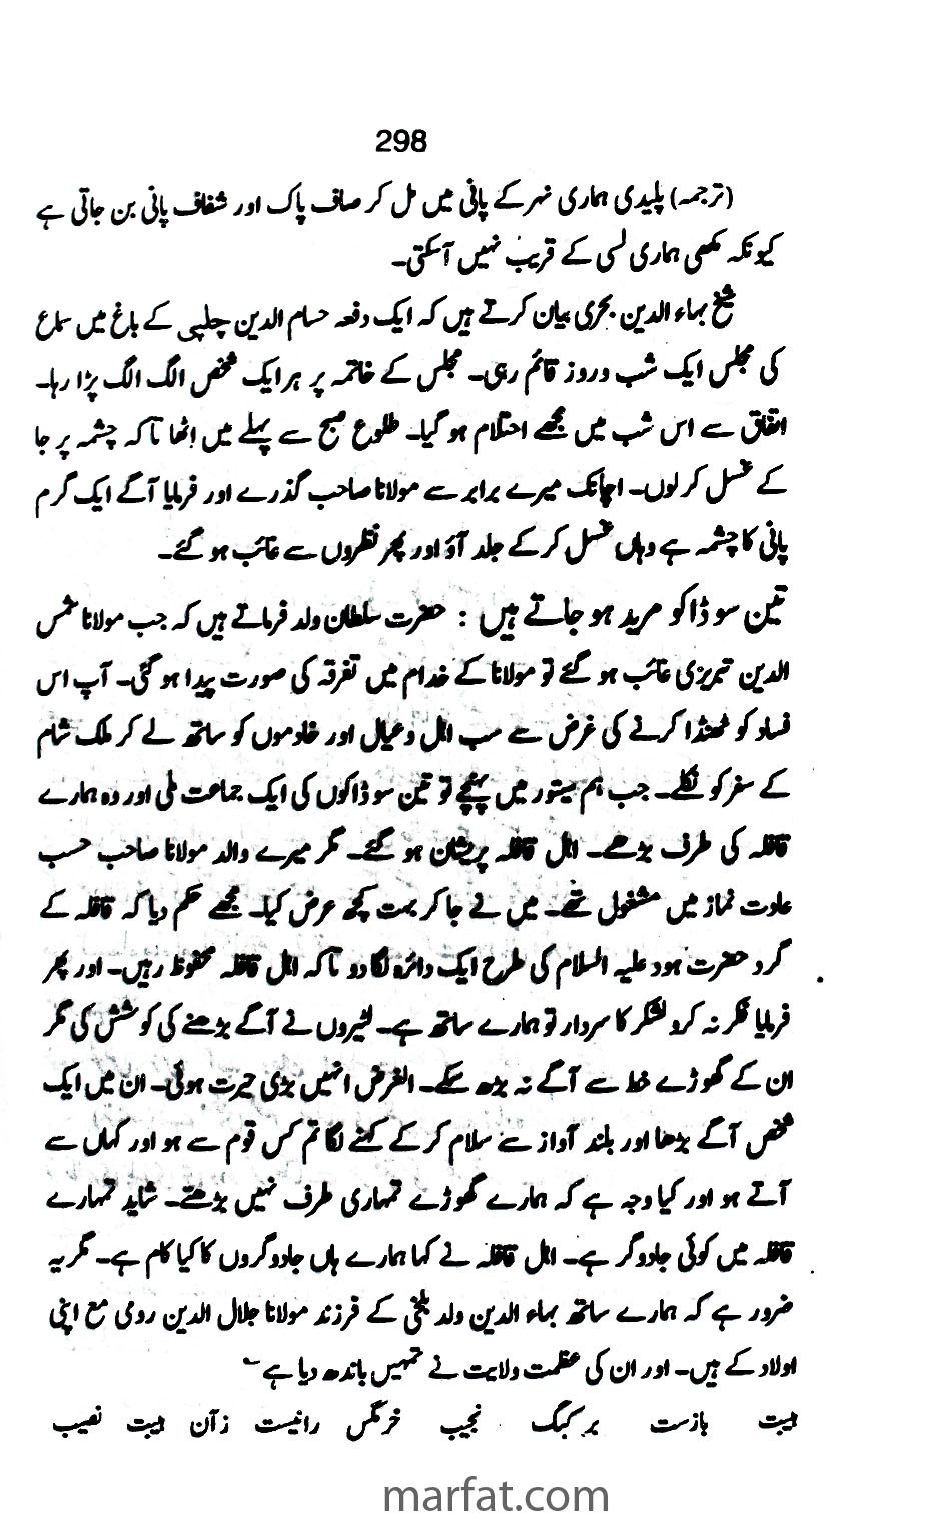 298
(ترجمہ) پلیدی ہماری نہر کے پانی میں مل کر صاف پاک اور شفاف پانی بن جاتی ہے
کیونکہ مکھی ہماری لسی کے قریب نہیں آ سکتی۔
شیخ بہاء الدین بحری بیان کرتے ہیں کہ ایک دفعہ حسام الدین چلپی کے باغ میں سماع
کی مجلس ایک شب و روز قائم رہی۔ مجلس کے خاتمہ پر ہر ایک شخص الگ الگ پڑا رہا۔
اتفاق سے اس شب میں مجھے احتلام ہو گیا۔ طلوع صبح سے پہلے میں اٹھا تاکہ چشمہ پر جا
کے غسل کر لوں۔ اچانک میرے برابر سے مولانا صاحب گذرے اور فرمایا آگے ایک گرم
پانی کا چشمہ ہے وہاں غسل کر کے جلد آؤ اور پھر نظروں سے غائب ہو گئے۔
تین سو ڈاکو مرید ہو جاتے ہیں : حضرت سلطان ولد فرماتے ہیں کہ جب مولانا شمس
الدین تبریزی غائب ہو گئے تو مولانا کے خدام میں تفرقہ کی صورت پیدا ہو گئی۔ آپ اس
فساد کو ٹھنڈا کرنے کی غرض سے سب اہل و عیال اور خادموں کو ساتھ لے کر ملک شام
کے سفر کو نکلے۔ جب ہم میتور میں پہنچے تو تین سو ڈاکوں کی ایک جماعت ملی اور وہ ہمارے
قافلہ کی طرف بڑھے۔ اہل قافلہ پریشان ہو گئے۔ مگر میرے والد مولانا صاحب حسب
عادت نماز میں مشغول تھے۔ میں نے جا کر بہت کچھ عرض کیا۔ مجھے حکم دیا کہ قافلہ کے
گرد حضرت ہود علیہ السلام کی طرح ایک دائرہ لگا دو تاکہ اہل قافلہ محفوظ رہیں۔ اور پھر
فرمایا فکر نہ کرو لشکر کا سردار تو ہمارے ساتھ ہے۔ لٹیروں نے آگے بڑھنے کی کوشش کی مگر
ان کے گھوڑے خط سے آگے نہ بڑھ سکے۔ الغرض انہیں بڑی حیرت ہوئی۔ ان میں ایک
شخص آگے بڑھا اور بلند آواز سے سلام کر کے کہنے لگا تم کس قوم سے ہو اور کہاں سے
آتے ہو اور کیا وجہ ہے کہ ہمارے گھوڑے تمہاری طرف نہیں بڑھتے۔ شاید تمہارے
قافلہ میں کوئی جادوگر ہے۔ اہل قافلہ نے کہا ہمارے ہاں جادوگروں کا کیا کام ہے۔ مگر یہ
ضرور ہے کہ ہمارے ساتھ بہاء الدین ولد بلخی کے فرزند مولانا جلال الدین رومی مع اپنی
اولاد کے ہیں۔ اور ان کی عظمت ولایت نے تمہیں باندھ دیا ہے
ہیبت بازست بر کبک نجیب خر مگس رانیست زآن ہیبت نصیب
marfat.com